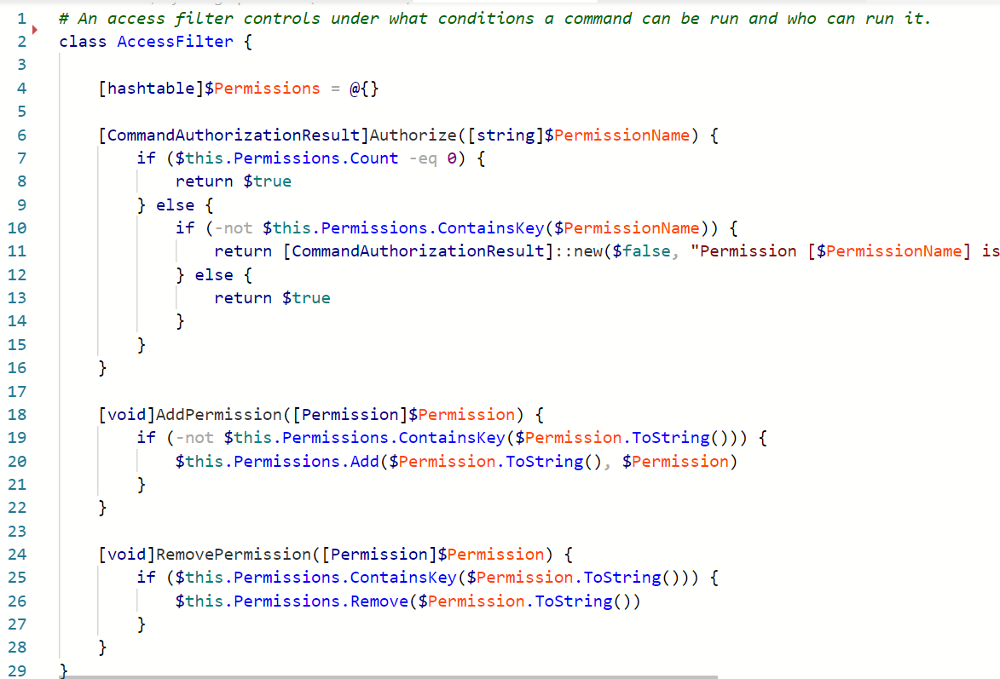 1 # An access filter controls under what conditions a command can be run and who can run it.
2 class AccessFilter {
3
4 [hashtable]$Permissions = @{}
5
6 [CommandAuthorizationResult]Authorize([string]$PermissionName) {
7 if ($this.Permissions.Count -eq 0) {
8 return $true
9 } else {
10 if (-not $this.Permissions.ContainsKey($PermissionName)) {
11 return [CommandAuthorizationResult]::new($false, "Permission [$PermissionName] is
12 } else {
13 return $true
14 }
15 }
16 }
17
18 [void]AddPermission([Permission]$Permission) {
19 if (-not $this.Permissions.ContainsKey($Permission.ToString())) {
20 $this.Permissions.Add($Permission.ToString(), $Permission)
21 }
22 }
23
24 [void]RemovePermission([Permission]$Permission) {
25 if ($this.Permissions.ContainsKey($Permission.ToString())) {
26 $this.Permissions.Remove($Permission.ToString())
27 }
28 }
29 }